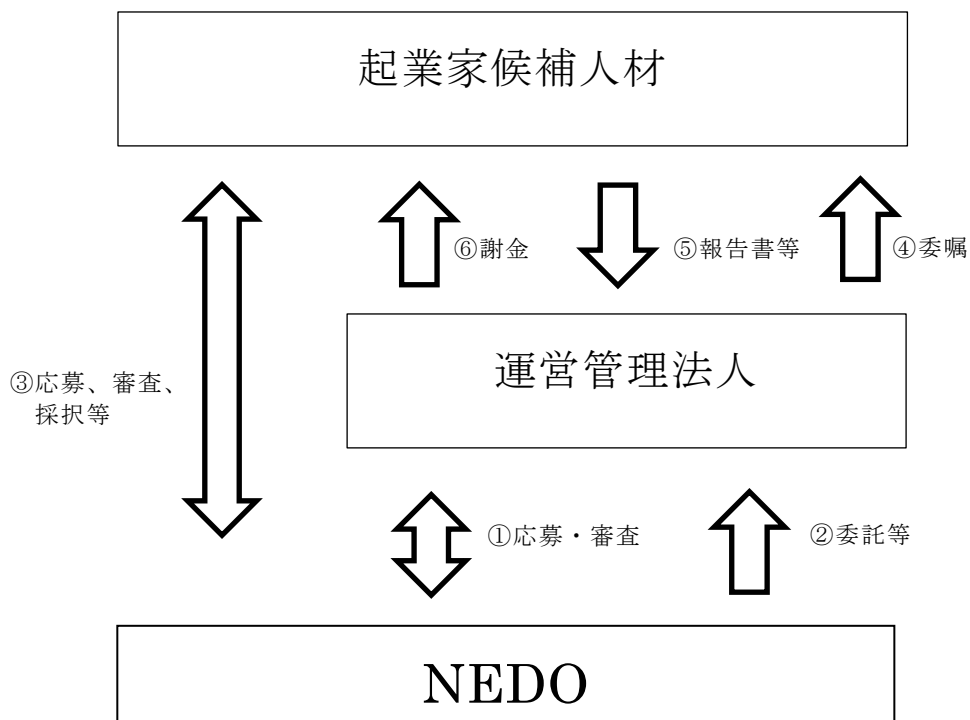 起業家候補人材
⑥謝金
⑤報告書等
④委嘱
運営管理法人
③応募、審査、
採択等
①応募・審査
②委託等
NEDO